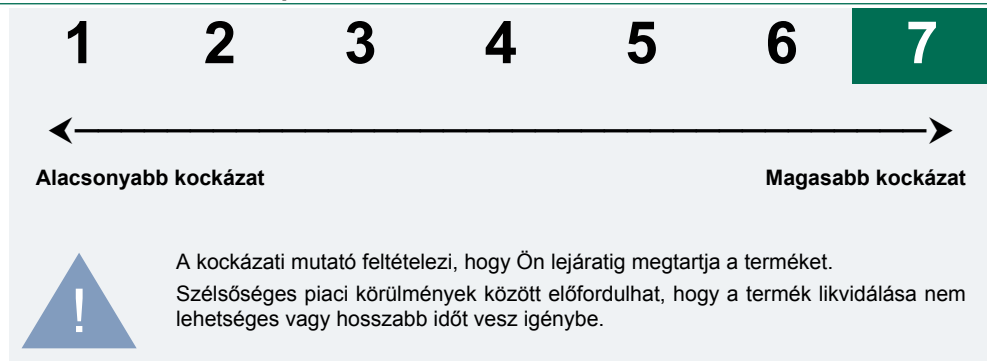 1 2 3 4 5 6 7
Alacsonyabb kockázat Magasabb kockázat
A kockázati mutató feltételezi, hogy Ön lejáratig megtartja a terméket.
Szélsőséges piaci körülmények között előfordulhat, hogy a termék likvidálása nem
lehetséges vagy hosszabb időt vesz igénybe.
!